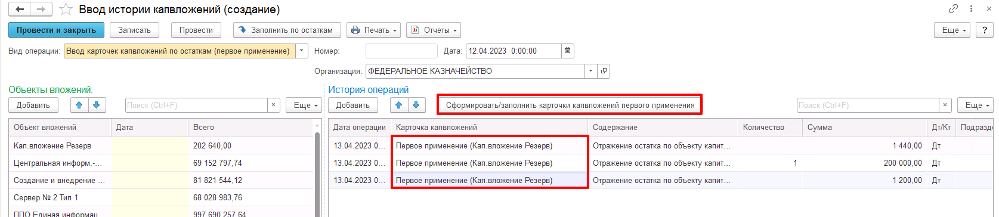 Ввод истории капвложений (создание)
Провести и закрыть Записать Провести Заполнить по остаткам Печать Отчеты Еще ?
Вид операции: Ввод карточек капвложений по остаткам (первое применение) Номер: Дата: 12.04.2023 0:00:00
Организация: ФЕДЕРАЛЬНОЕ КАЗНАЧЕЙСТВО
Объекты вложений: История операций
Добавить Поиск (Ctrl+F) × Еще Добавить Сформировать/заполнить карточки капвложений первого применения Поиск (Ctrl+F) × Еще
Объект вложений Дата Всего Дата операции Карточка капвложений Содержание Количество Сумма Дт/Кт Подразде
Кап.вложение Резерв 202 640,00 13.04.2023 0... Первое применение (Кап.вложение Резерв) Отражение остатка по объекту капит... 1 440,00 Дт
Центральная информ.-... 69 152 797,74 13.04.2023 0... Первое применение (Кап.вложение Резерв) Отражение остатка по объекту капит... 1 200 000,00 Дт
Создание и внедрение ... 81 821 544,12 13.04.2023 0... Первое применение (Кап.вложение Резерв) Отражение остатка по объекту капит... 1 200,00 Дт
Сервер № 2 Тип 1 68 028 983,76
ППО Единая информац... 997 690 257,64